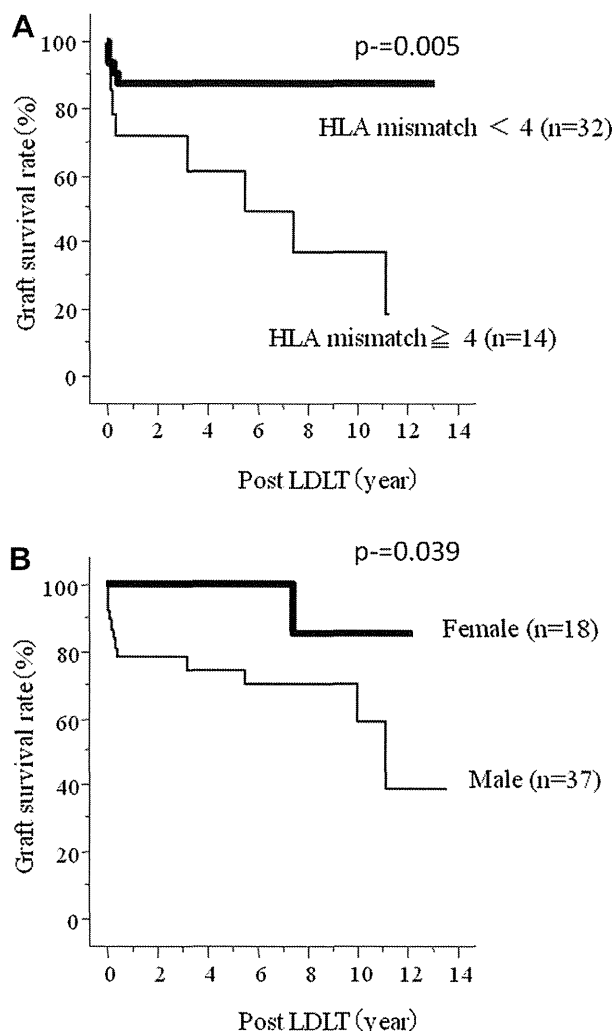 A
p-=0.005
Graft survival rate(%)
100
80
60
40
20
0
HLA mismatch < 4 (n=32)
HLA mismatch≧ 4 (n=14)
0 2 4 6 8 10 12 14
Post LDLT(year)
B
p-=0.039
Graft survival rate(%)
100
80
60
40
20
0
Female (n=18)
Male (n=37)
0 2 4 6 8 10 12 14
Post LDLT(year)